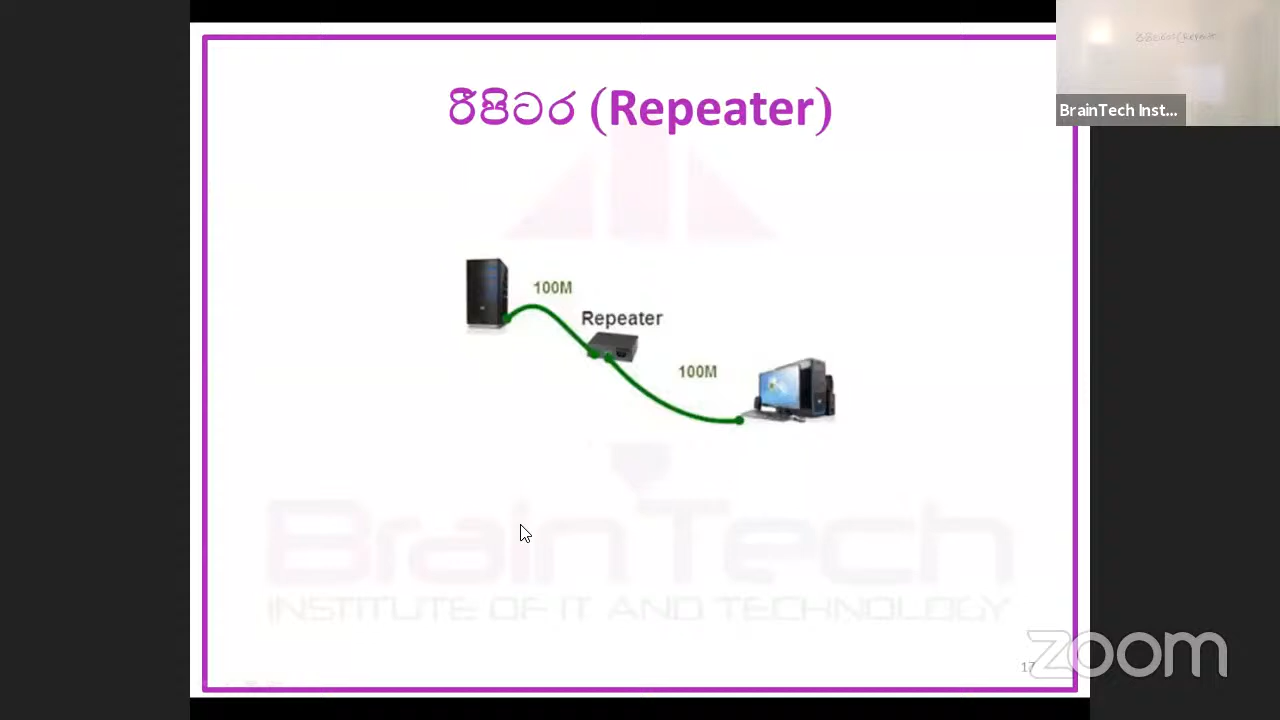 රීපිටර (Repeater)
BrainTech Inst...
100M
Repeater
100M
BrainTech
INSTITUTE OF IT AND TECHNOLOGY
17
zoom